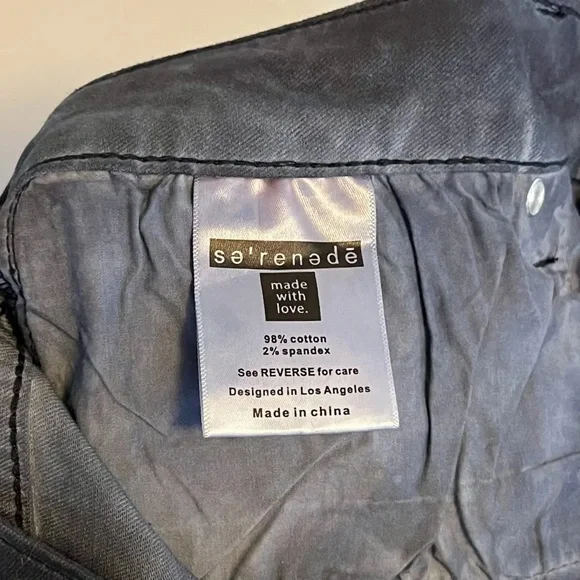 sə'renədē
made
with
love.
98% cotton
2% spandex
See REVERSE for care
Designed in Los Angeles
Made in china